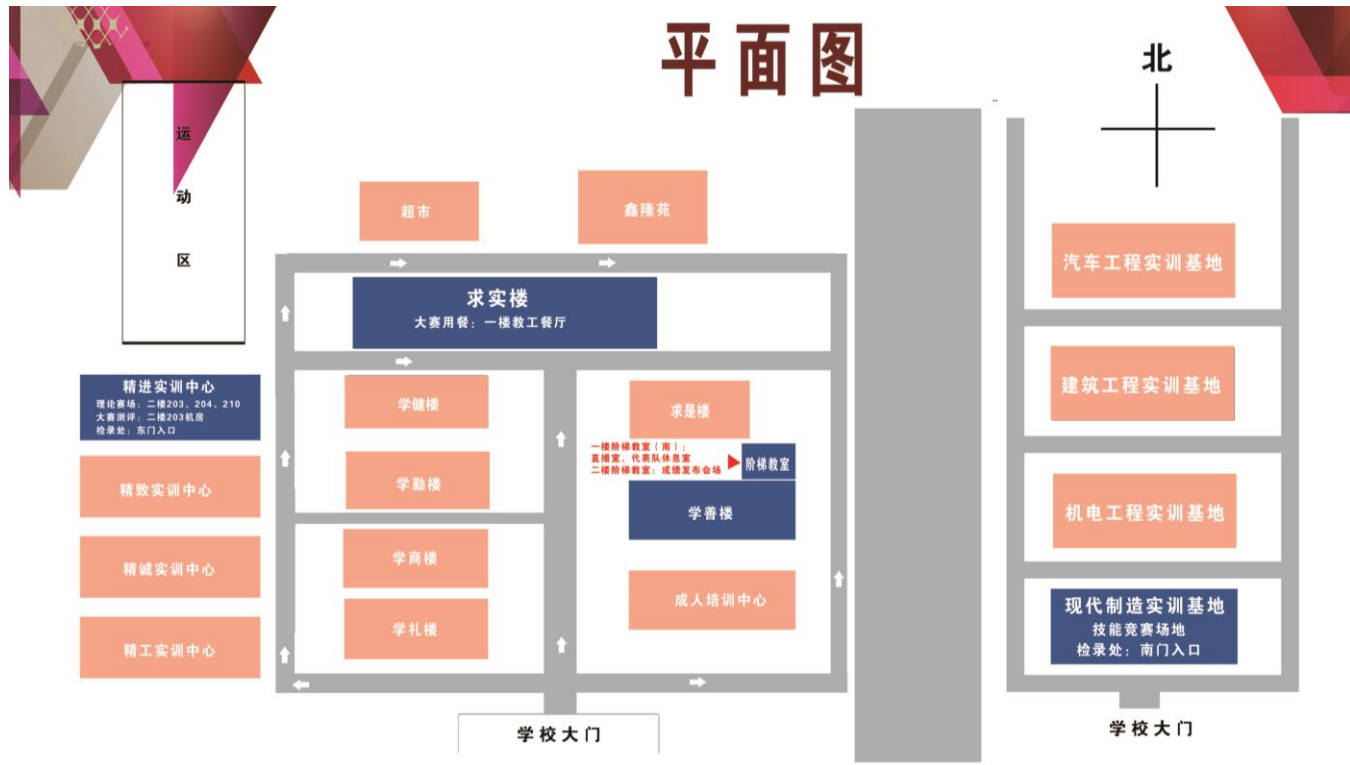 平面图
北
运
动
区
超市
鑫隆苑
求实楼
大赛用餐：一楼教工餐厅
精进实训中心
理论赛场：二楼203、204、210
大赛测评：二楼203机房
检录处：东门入口
精致实训中心
精诚实训中心
精工实训中心
学健楼
学勤楼
学商楼
学礼楼
求是楼
一楼阶梯教室（南）：
直播室、代表队休息室
二楼阶梯教室：成绩发布会场
阶梯教室
学善楼
成人培训中心
学校大门
汽车工程实训基地
建筑工程实训基地
机电工程实训基地
现代制造实训基地
技能竞赛场地
检录处：南门入口
学校大门